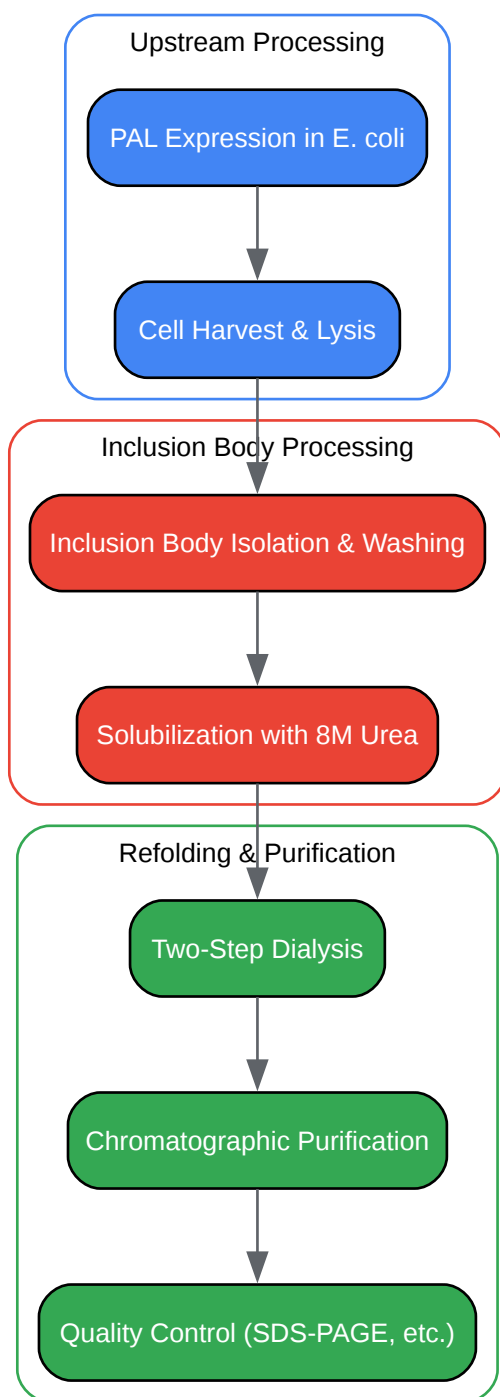 Upstream Processing
PAL Expression in E. coli
Cell Harvest & Lysis
Inclusion Body Processing
Inclusion Body Isolation & Washing
Solubilization with 8M Urea
Refolding & Purification
Two-Step Dialysis
Chromatographic Purification
Quality Control (SDS-PAGE, etc.)